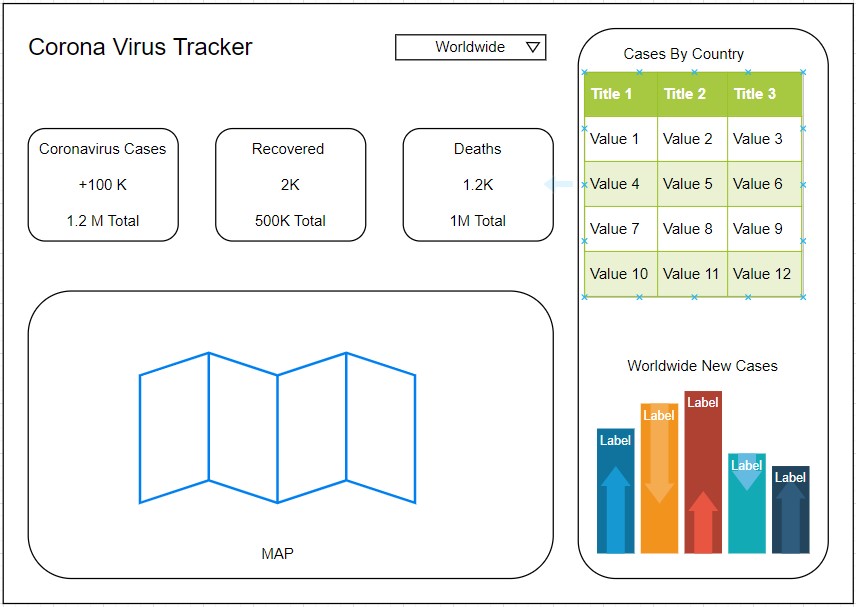 Corona Virus Tracker
Worldwide
Coronavirus Cases
+100 K
1.2 M Total
Recovered
2K
500K Total
Deaths
1.2K
1M Total
MAP
Cases By Country
Title 1 Title 2 Title 3
Value 1 Value 2 Value 3
Value 4 Value 5 Value 6
Value 7 Value 8 Value 9
Value 10 Value 11 Value 12
Worldwide New Cases
Label
Label
Label
Label
Label